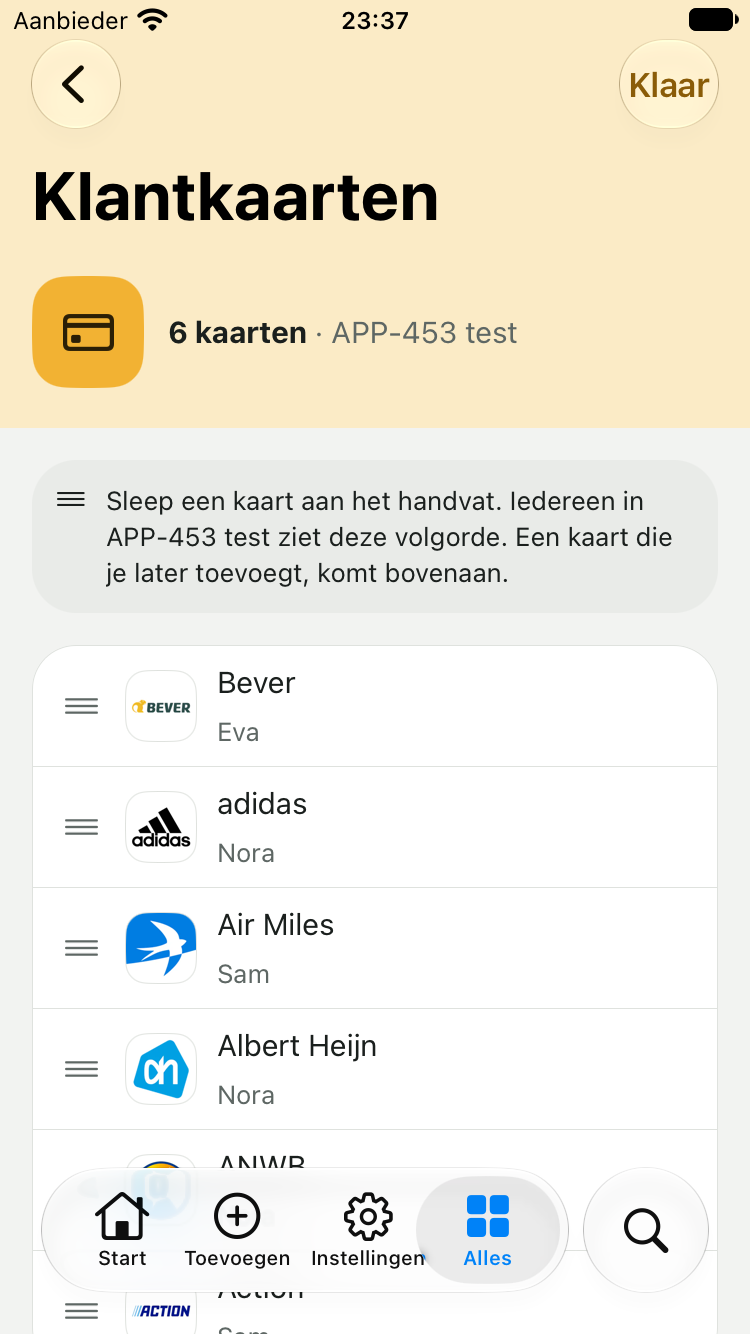 Aanbieder 23:37
Klaar
Klantkaarten
6 kaarten · APP-453 test
Sleep een kaart aan het handvat. Iedereen in
APP-453 test ziet deze volgorde. Een kaart die
je later toevoegt, komt bovenaan.
BEVER
Bever
Eva
adidas
adidas
Nora
Air Miles
Sam
Albert Heijn
Nora
ANWB
Start
Toevoegen
Instellingen
Alles
ACTION
Action
Sam